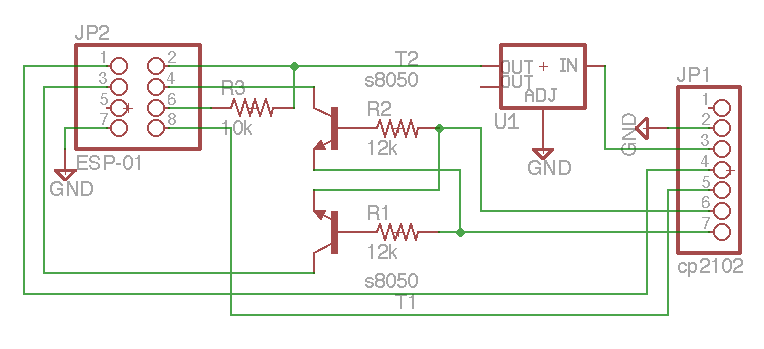 JP2
1 2
3 4
5 6
7 8
ESP-01
GND
R3
10k
T2
s8050
R2
12k
R1
12k
s8050
T1
OUT + IN
OUT
ADJ
U1
GND
GND
JP1
1
2
3
4
5
6
7
cp2102